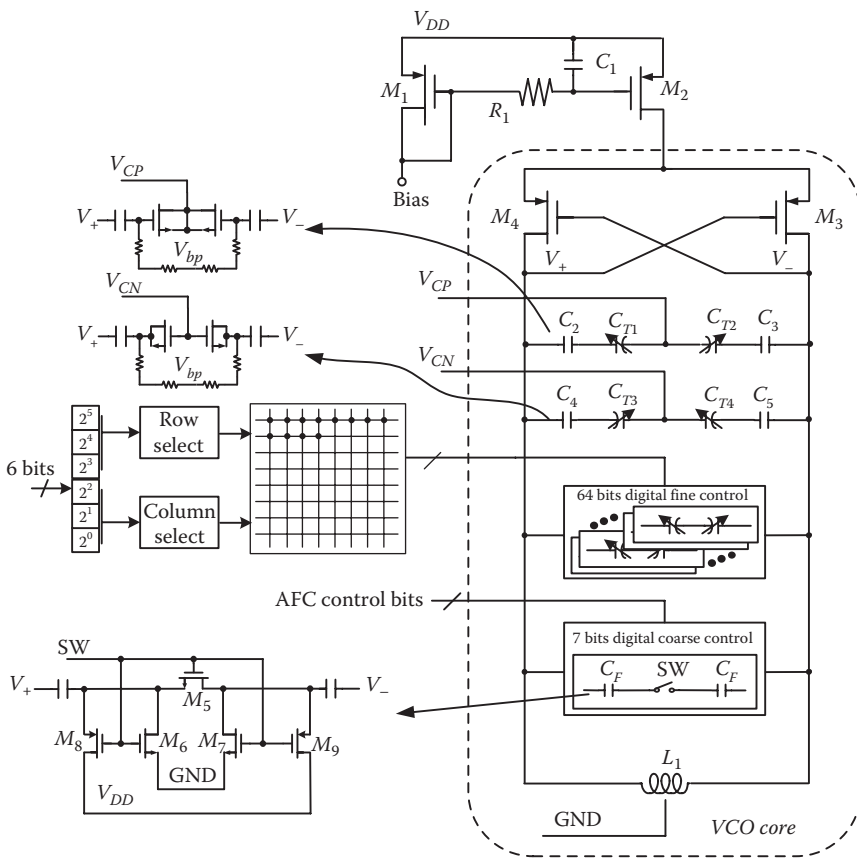 V_DD
C_1
M_1
R_1
M_2
Bias
V_CP
V_+
V_bp
V_−
V_CN
V_+
V_bp
V_−
M_4
M_3
V_+
V_−
V_CP
C_2
C_T1
C_T2
C_3
V_CN
C_4
C_T3
C_T4
C_5
6 bits
2^5
2^4
2^3
2^2
2^1
2^0
Row
select
Column
select
64 bits digital fine control
AFC control bits
7 bits digital coarse control
C_F
SW
C_F
SW
V_+
V_−
M_5
M_8
M_6
M_7
M_9
GND
V_DD
L_1
GND
VCO core